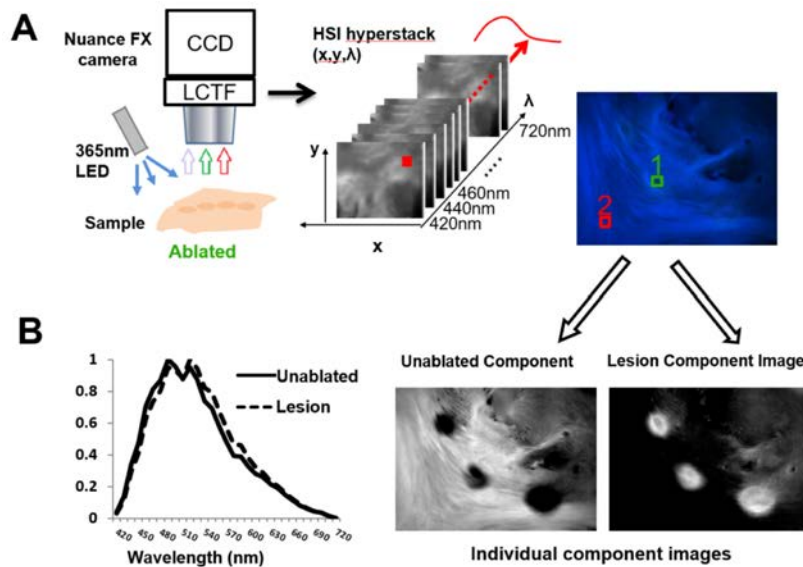 A
Nuance FX
camera
CCD
LCTF
365nm
LED
Sample
Ablated
HSI hyperstack
(x,y,λ)
λ
720nm
y
460nm
440nm
420nm
x
1
2
B
1
0.8
0.6
0.4
0.2
0
Unablated
Lesion
420 450 480 510 540 570 600 630 660 690 720
Wavelength (nm)
Unablated Component
Lesion Component Image
Individual component images